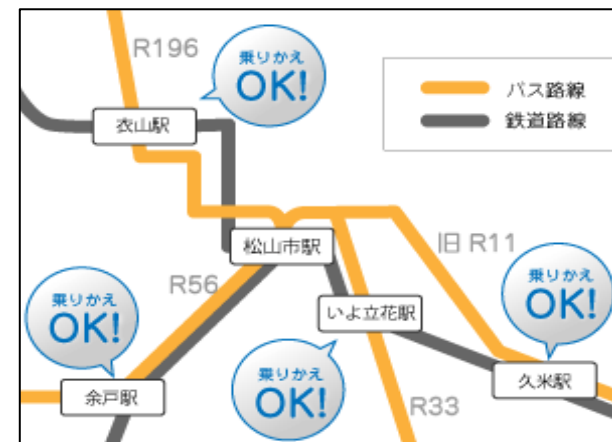 R196
乗りかえ
OK!
バス路線
鉄道路線
衣山駅
松山市駅
旧 R11
R56
乗りかえ
OK!
乗りかえ
OK!
いよ立花駅
乗りかえ
OK!
久米駅
余戸駅
R33